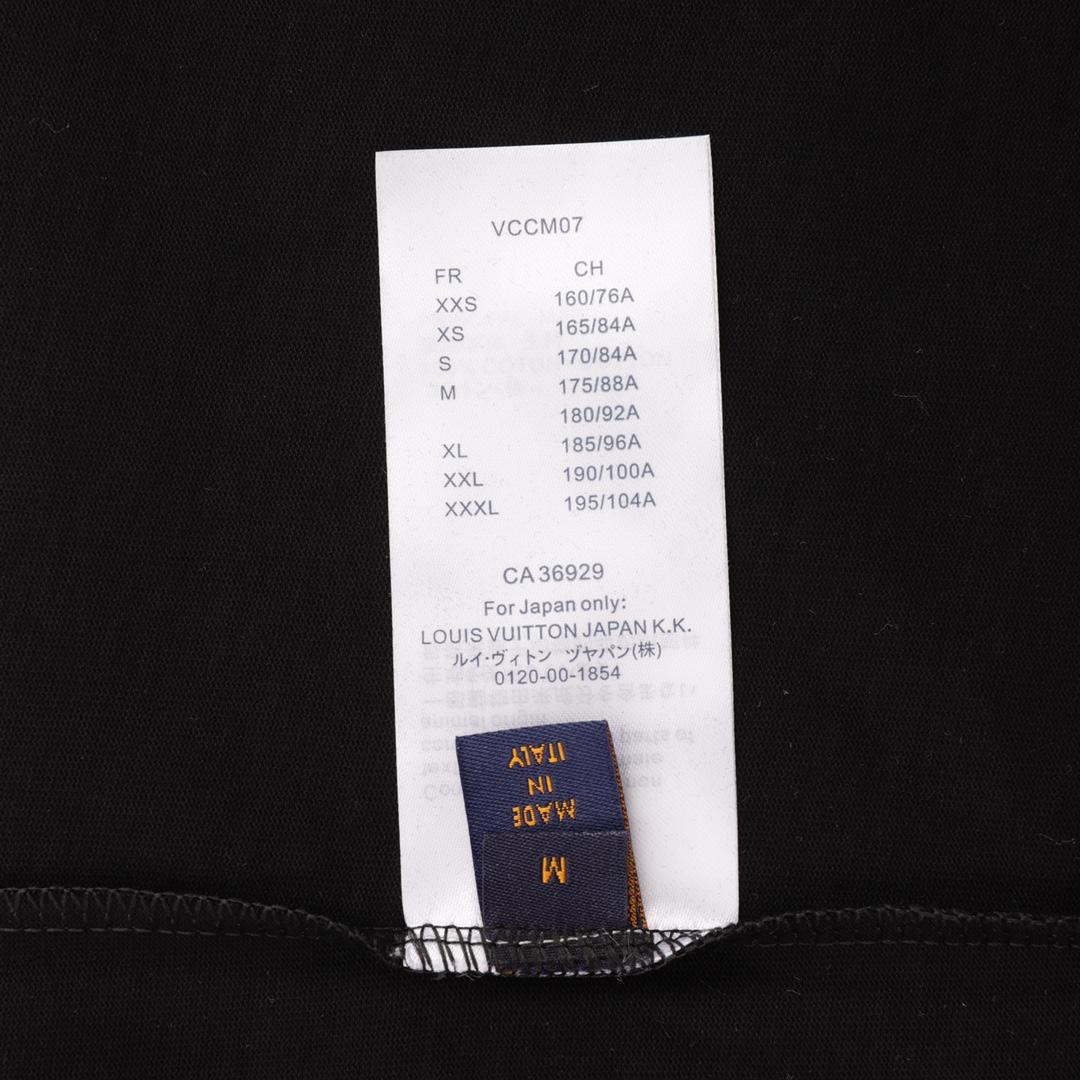 VCCM07
FR CH
XXS 160/76A
XS 165/84A
S 170/84A
M 175/88A
180/92A
XL 185/96A
XXL 190/100A
XXXL 195/104A
CA 36929
For Japan only:
LOUIS VUITTON JAPAN K.K.
ルイ・ヴィトン ヅヤパン(株)
0120-00-1854
MADE
IN
ITALY
M